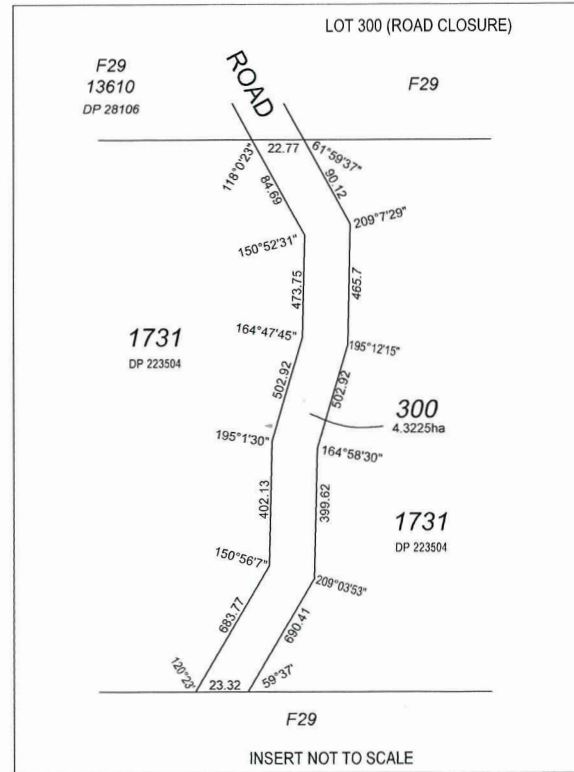 LOT 300 (ROAD CLOSURE)
F29
13610
DP 28106
ROAD
F29
118°0'23"
22.77
61°59'37"
84.69
90.12
209°7'29"
150°52'31"
473.75
465.7
1731
DP 223504
164°47'45"
195°12'15"
502.92
502.92
300
4.3225ha
195°1'30"
164°58'30"
402.13
399.62
1731
DP 223504
150°56'7"
209°03'53"
683.77
690.41
120°23'
23.32
59°37'
F29
INSERT NOT TO SCALE